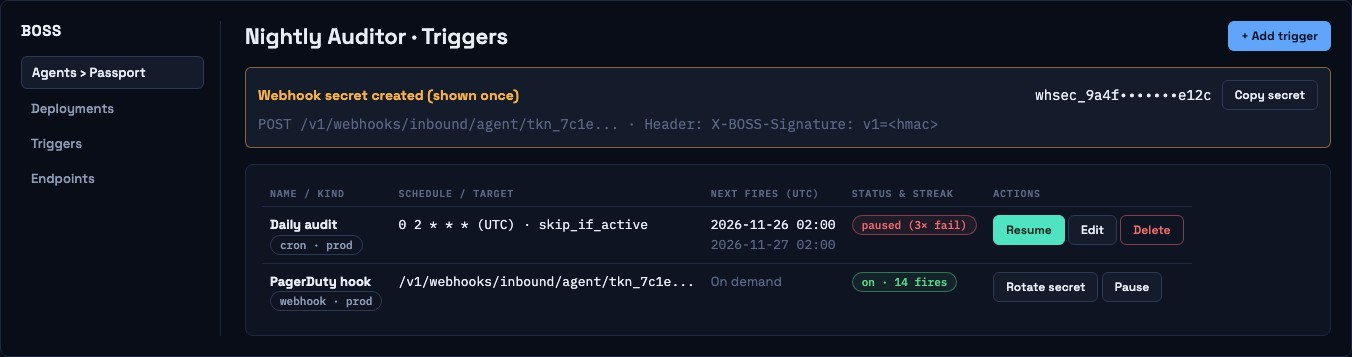 BOSS
Agents > Passport
Deployments
Triggers
Endpoints
Nightly Auditor · Triggers
+ Add trigger
Webhook secret created (shown once)
whsec_9a4f•••••••e12c
Copy secret
POST /v1/webhooks/inbound/agent/tkn_7c1e... · Header: X-BOSS-Signature: v1=<hmac>
NAME / KIND SCHEDULE / TARGET NEXT FIRES (UTC) STATUS & STREAK ACTIONS
Daily audit 0 2 * * * (UTC) · skip_if_active 2026-11-26 02:00 paused (3× fail) Resume Edit Delete
cron · prod 2026-11-27 02:00
PagerDuty hook /v1/webhooks/inbound/agent/tkn_7c1e... On demand on · 14 fires Rotate secret Pause
webhook · prod